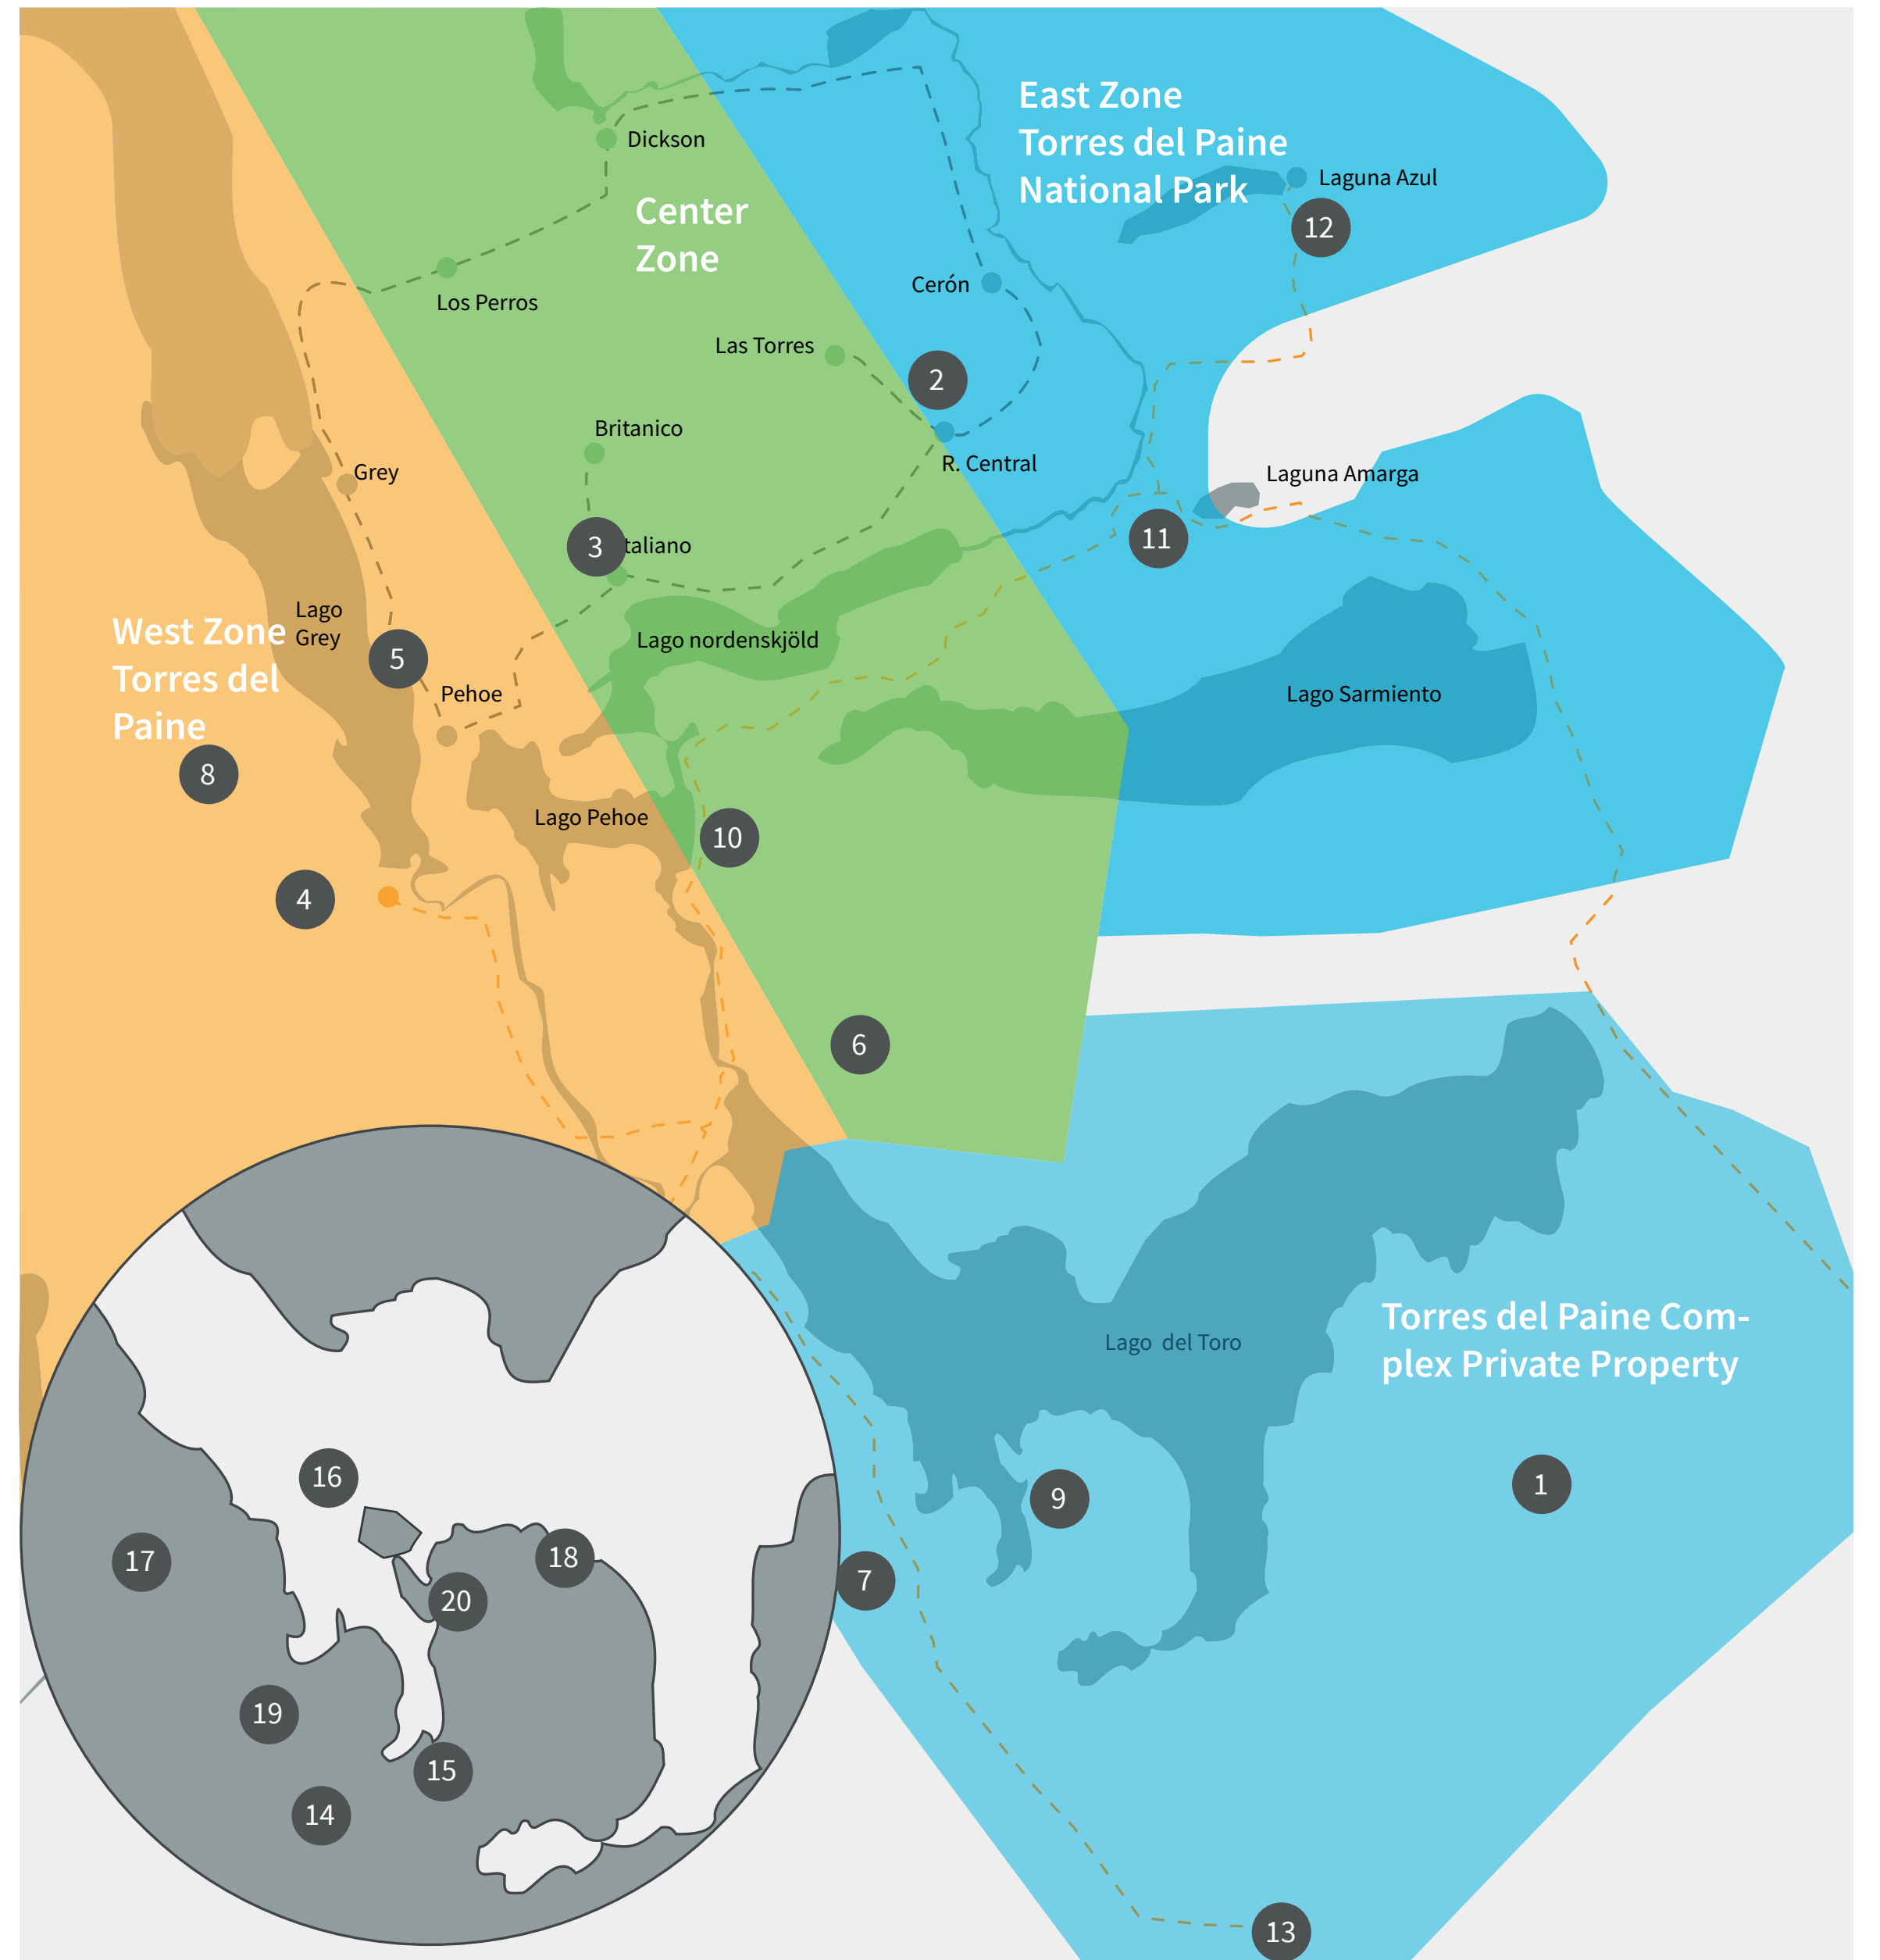 East Zone
Torres del Paine
National Park
Dickson
Laguna Azul
12
Center
Zone
Cerón
Los Perros
Las Torres
2
Britanico
R. Central
Grey
Laguna Amarga
11
3
taliano
Lago
Grey
West Zone
Torres del
Paine
Lago nordenskjöld
5
Pehoe
Lago Sarmiento
8
Lago Pehoe
10
4
6
Torres del Paine Com-
plex Private Property
Lago del Toro
16
1
9
17
18
7
20
19
15
14
13